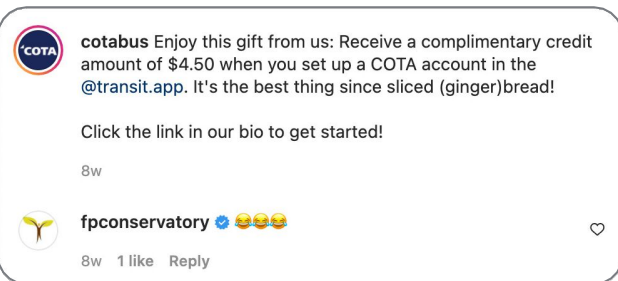 COTA
cotabus Enjoy this gift from us: Receive a complimentary credit
amount of $4.50 when you set up a COTA account in the
@transit.app. It's the best thing since sliced (ginger)bread!
Click the link in our bio to get started!
8w
fpconservatory 😂😂😂
8w 1 like Reply